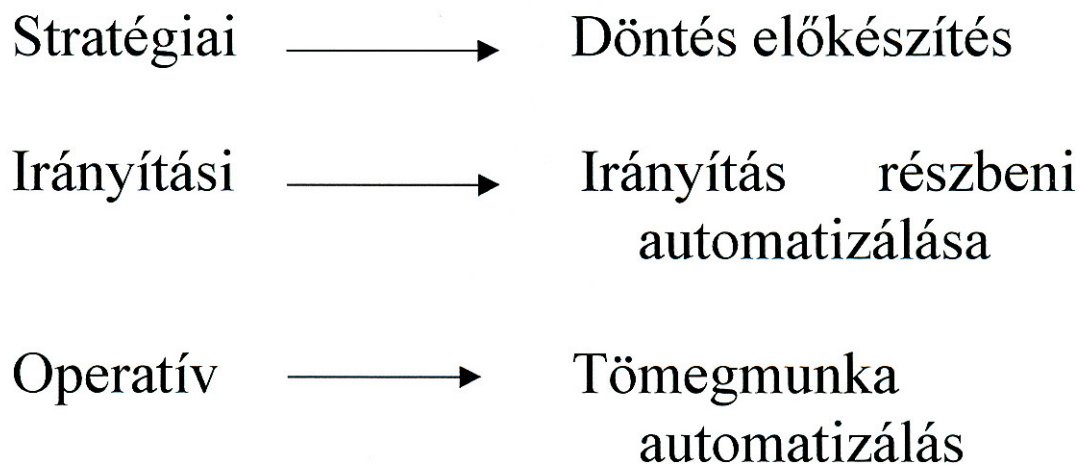 Stratégiai Döntés előkészítés
Irányítási Irányítás részbeni
automatizálása
Operatív Tömegmunka
automatizálás